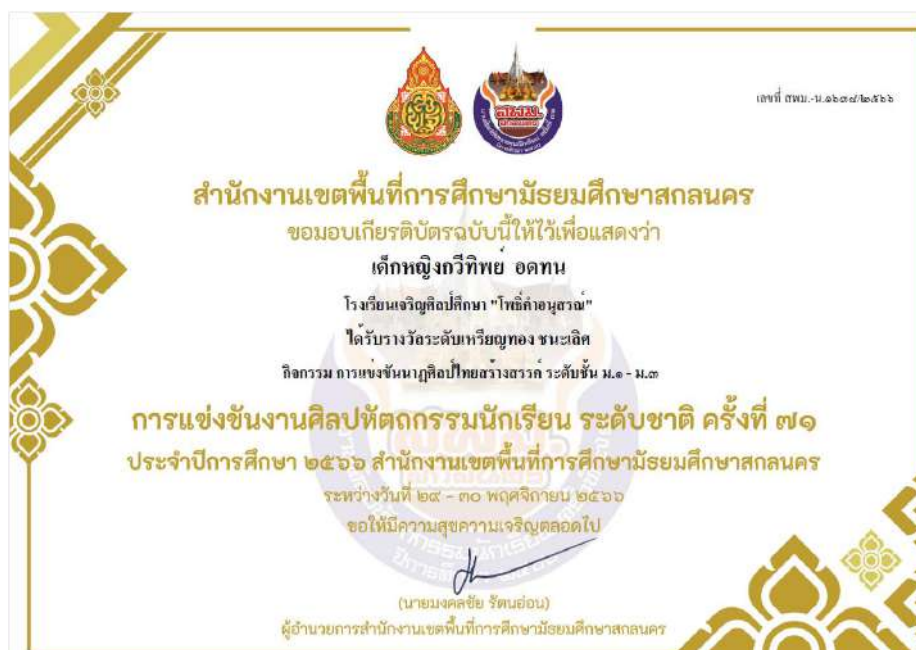 เลขที่ สพม.-น.๑๖๓๔/๒๕๖๖
สพม.
สำนักงานเขตพื้นที่การศึกษามัธยมศึกษาสกลนคร
ขอมอบเกียรติบัตรฉบับนี้ให้ไว้เพื่อแสดงว่า
เด็กหญิงกวีทิพย์ อดทน
โรงเรียนเจริญศิลป์ศึกษา "โพธิ์คำอนุสรณ์"
ได้รับรางวัลระดับเหรียญทอง ชนะเลิศ
กิจกรรม การแข่งขันนาฏศิลป์ไทยสร้างสรรค์ ระดับชั้น ม.๑ - ม.๓
การแข่งขันงานศิลปหัตถกรรมนักเรียน ระดับชาติ ครั้งที่ ๗๑
ประจำปีการศึกษา ๒๕๖๖ สำนักงานเขตพื้นที่การศึกษามัธยมศึกษาสกลนคร
ระหว่างวันที่ ๒๙ - ๓๐ พฤศจิกายน ๒๕๖๖
ขอให้มีความสุขความเจริญตลอดไป
(นายมงคลชัย รัตนอ่อน)
ผู้อำนวยการสำนักงานเขตพื้นที่การศึกษามัธยมศึกษาสกลนคร